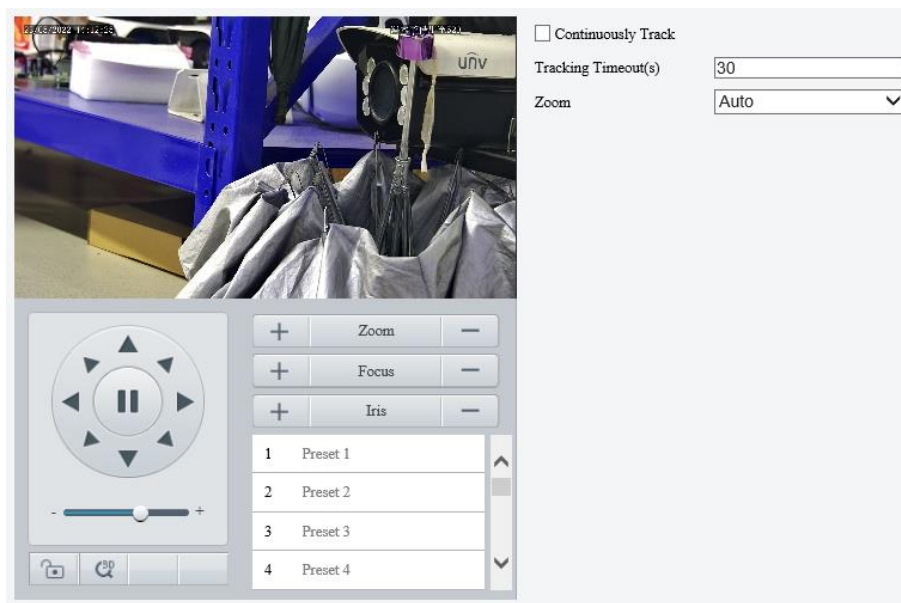 unv
Continuously Track
Tracking Timeout(s) 30
Zoom Auto
+ Zoom −
+ Focus −
+ Iris −
1 Preset 1
2 Preset 2
3 Preset 3
4 Preset 4
- +
3D